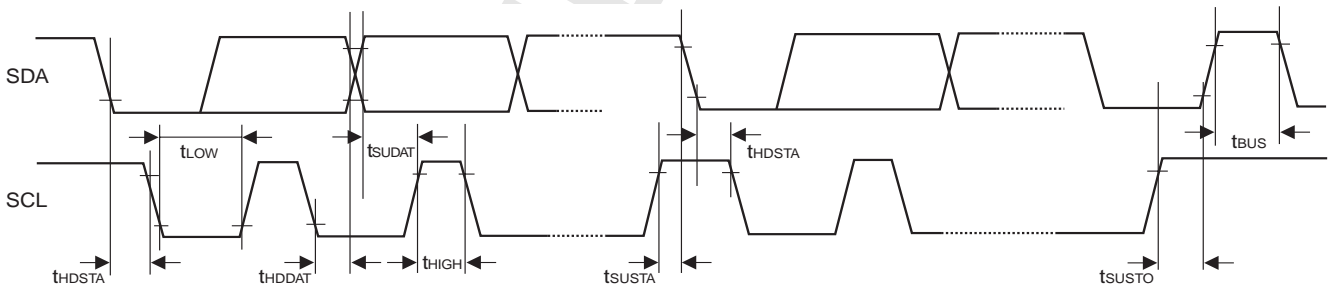 SDA
tLOW
tSUDAT
tHDSTA
tBUS
SCL
tHDSTA
tHDDAT
tHIGH
tSUSTA
tSUSTO